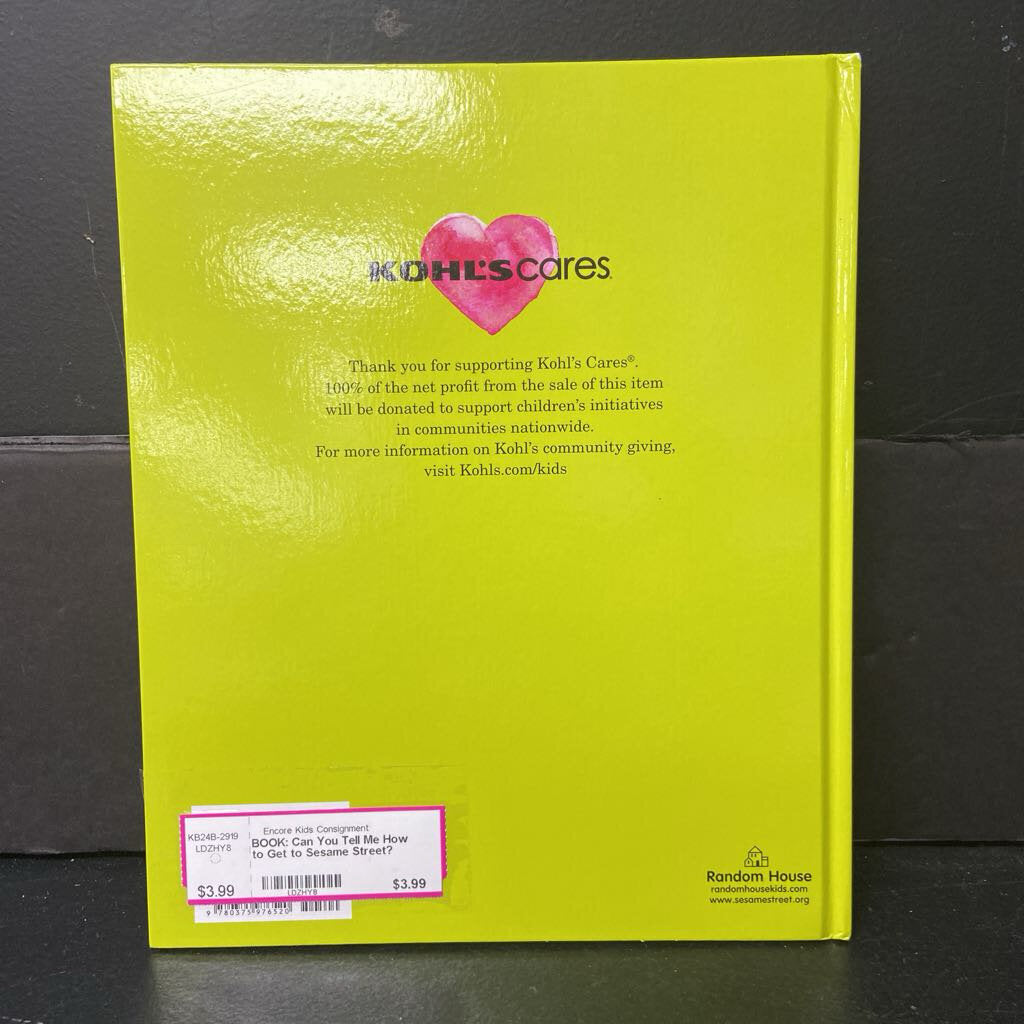 KOHL'S cares
Thank you for supporting Kohl's Cares®.
100% of the net profit from the sale of this item
will be donated to support children's initiatives
in communities nationwide.
For more information on Kohl's community giving,
visit Kohls.com/kids
KB24B-2919
LDZHY8
$3.99
Encore Kids Consignment
BOOK: Can You Tell Me How
to Get to Sesame Street?
LDZHY8
$3.99
9 780375 976520
Random House
randomhousekids.com
www.sesamestreet.org